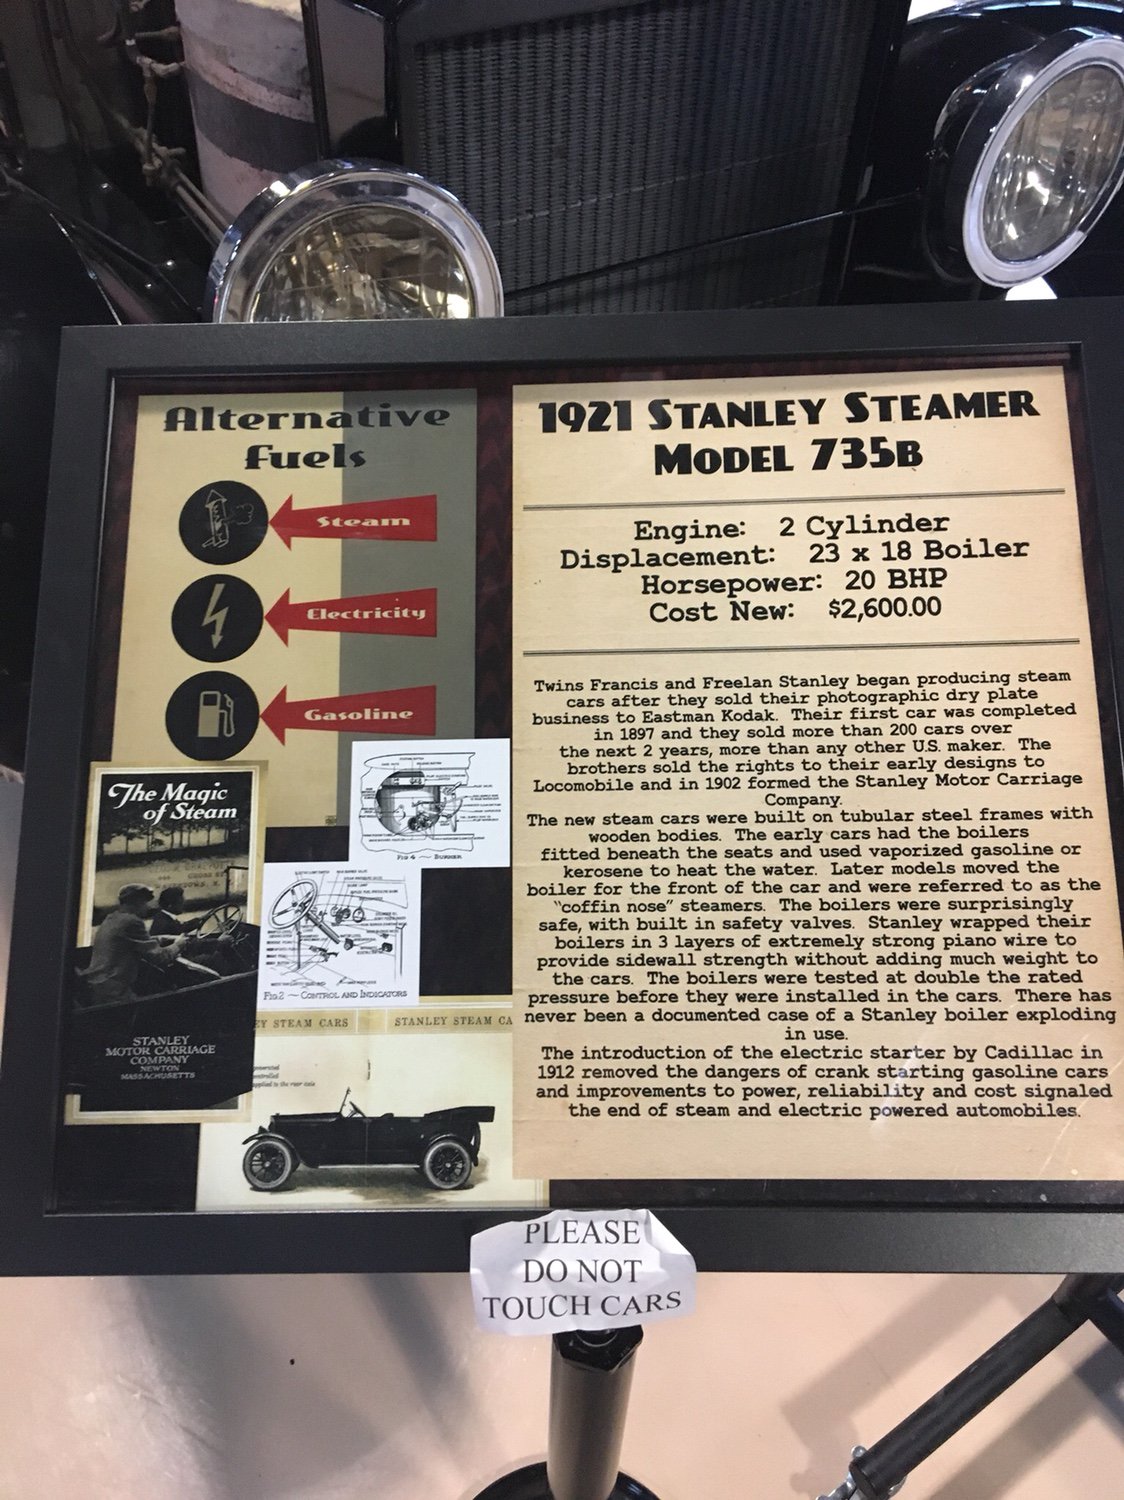 Alternative
Fuels
Steam
Electricity
Gasoline
The Magic
of Steam
STANLEY
MOTOR CARRIAGE
COMPANY
NEWTON
MASSACHUSETTS
FIG 4 ~ BURNER
FIG. 2 ~ CONTROL AND INDICATORS
EY STEAM CARS
STANLEY STEAM CA
1921 STANLEY STEAMER
MODEL 735B
Engine: 2 Cylinder
Displacement: 23 x 18 Boiler
Horsepower: 20 BHP
Cost New: $2,600.00
Twins Francis and Freelan Stanley began producing steam
cars after they sold their photographic dry plate
business to Eastman Kodak. Their first car was completed
in 1897 and they sold more than 200 cars over
the next 2 years, more than any other U.S. maker. The
brothers sold the rights to their early designs to
Locomobile and in 1902 formed the Stanley Motor Carriage
Company.
The new steam cars were built on tubular steel frames with
wooden bodies. The early cars had the boilers
fitted beneath the seats and used vaporized gasoline or
kerosene to heat the water. Later models moved the
boiler for the front of the car and were referred to as the
"coffin nose" steamers. The boilers were surprisingly
safe, with built in safety valves. Stanley wrapped their
boilers in 3 layers of extremely strong piano wire to
provide sidewall strength without adding much weight to
the cars. The boilers were tested at double the rated
pressure before they were installed in the cars. There has
never been a documented case of a Stanley boiler exploding
in use.
The introduction of the electric starter by Cadillac in
1912 removed the dangers of crank starting gasoline cars
and improvements to power, reliability and cost signaled
the end of steam and electric powered automobiles.
PLEASE
DO NOT
TOUCH CARS